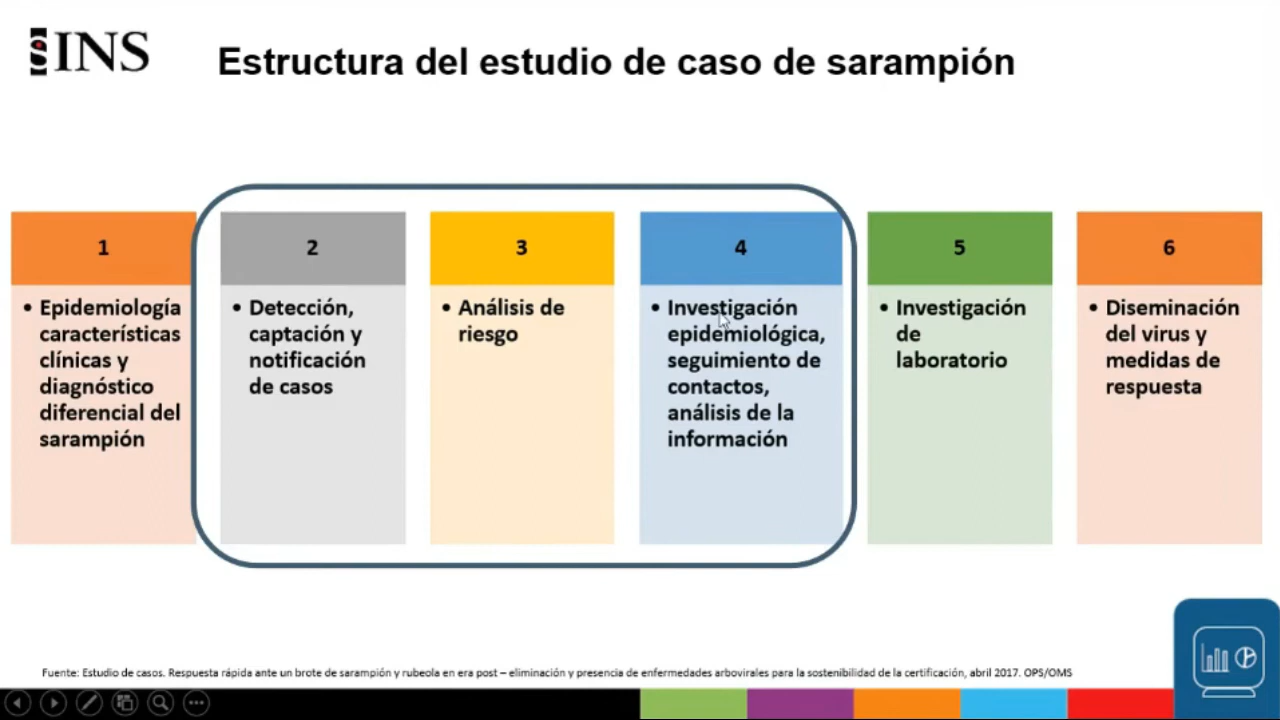 INS
Estructura del estudio de caso de sarampión
1
• Epidemiología
características
clínicas y
diagnóstico
diferencial del
sarampión
2
• Detección,
captación y
notificación
de casos
3
• Análisis de
riesgo
4
• Investigación
epidemiológica,
seguimiento de
contactos,
análisis de la
información
5
• Investigación
de
laboratorio
6
• Diseminación
del virus y
medidas de
respuesta
Fuente: Estudio de casos. Respuesta rápida ante un brote de sarampión y rubeola en era post – eliminación y presencia de enfermedades arbovirales para la sostenibilidad de la certificación, abril 2017. OPS/OMS